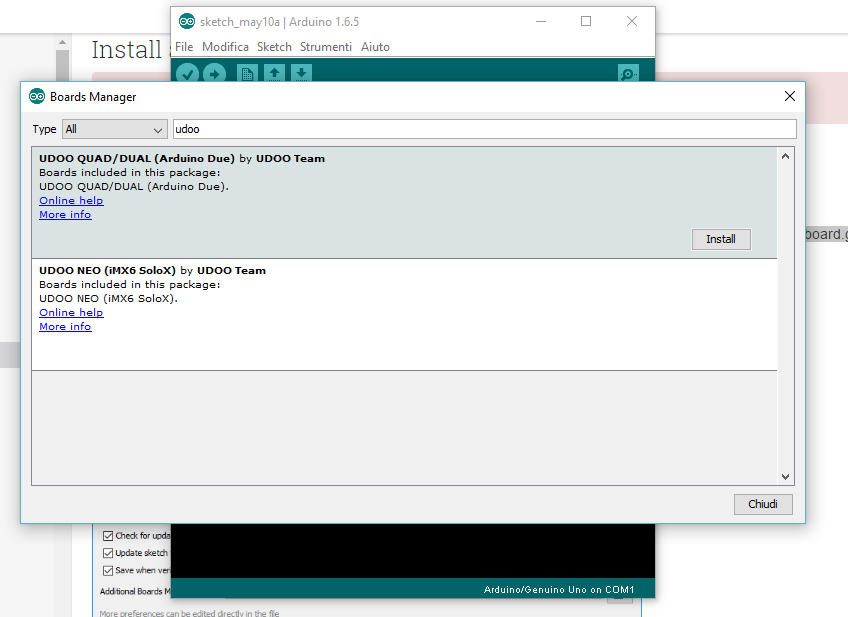 Install
sketch_may10a | Arduino 1.6.5
File Modifica Sketch Strumenti Aiuto
Boards Manager
Type All udoo
UDOO QUAD/DUAL (Arduino Due) by UDOO Team
Boards included in this package:
UDOO QUAD/DUAL (Arduino Due).
Online help
More info
Install
board.g
UDOO NEO (iMX6 SoloX) by UDOO Team
Boards included in this package:
UDOO NEO (iMX6 SoloX).
Online help
More info
Chiudi
Check for upda
Update sketch
Save when veri
Additional Boards M
Arduino/Genuino Uno on COM1
More preferences can be edited directly in the file